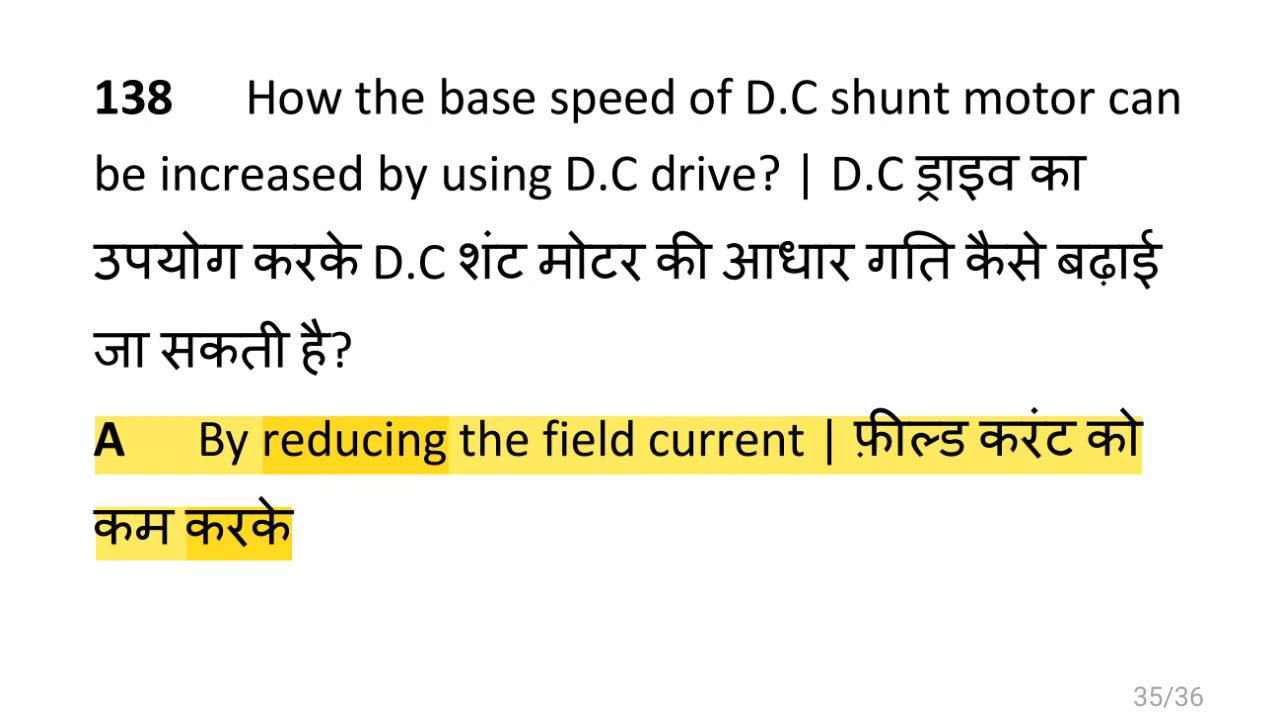 138 How the base speed of D.C shunt motor can
be increased by using D.C drive? | D.C ड्राइव का
उपयोग करके D.C शंट मोटर की आधार गति कैसे बढ़ाई
जा सकती है?
A By reducing the field current | फ़ील्ड करंट को
कम करके
35/36